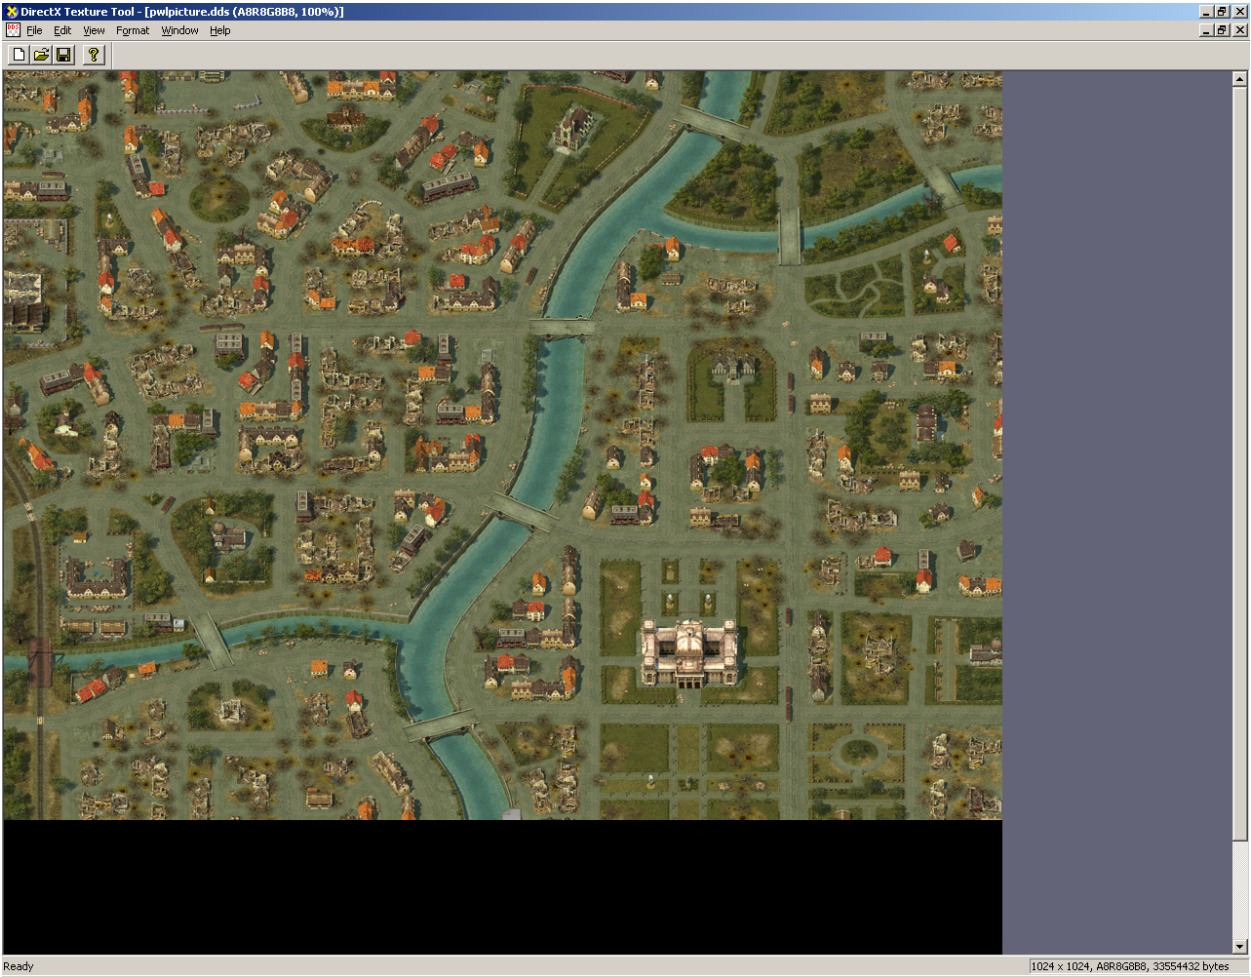 DirectX Texture Tool - [pwlpicture.dds (A8R8G8B8, 100%)]
File Edit View Format Window Help
Ready
1024 x 1024, A8R8G8B8, 33554432 bytes